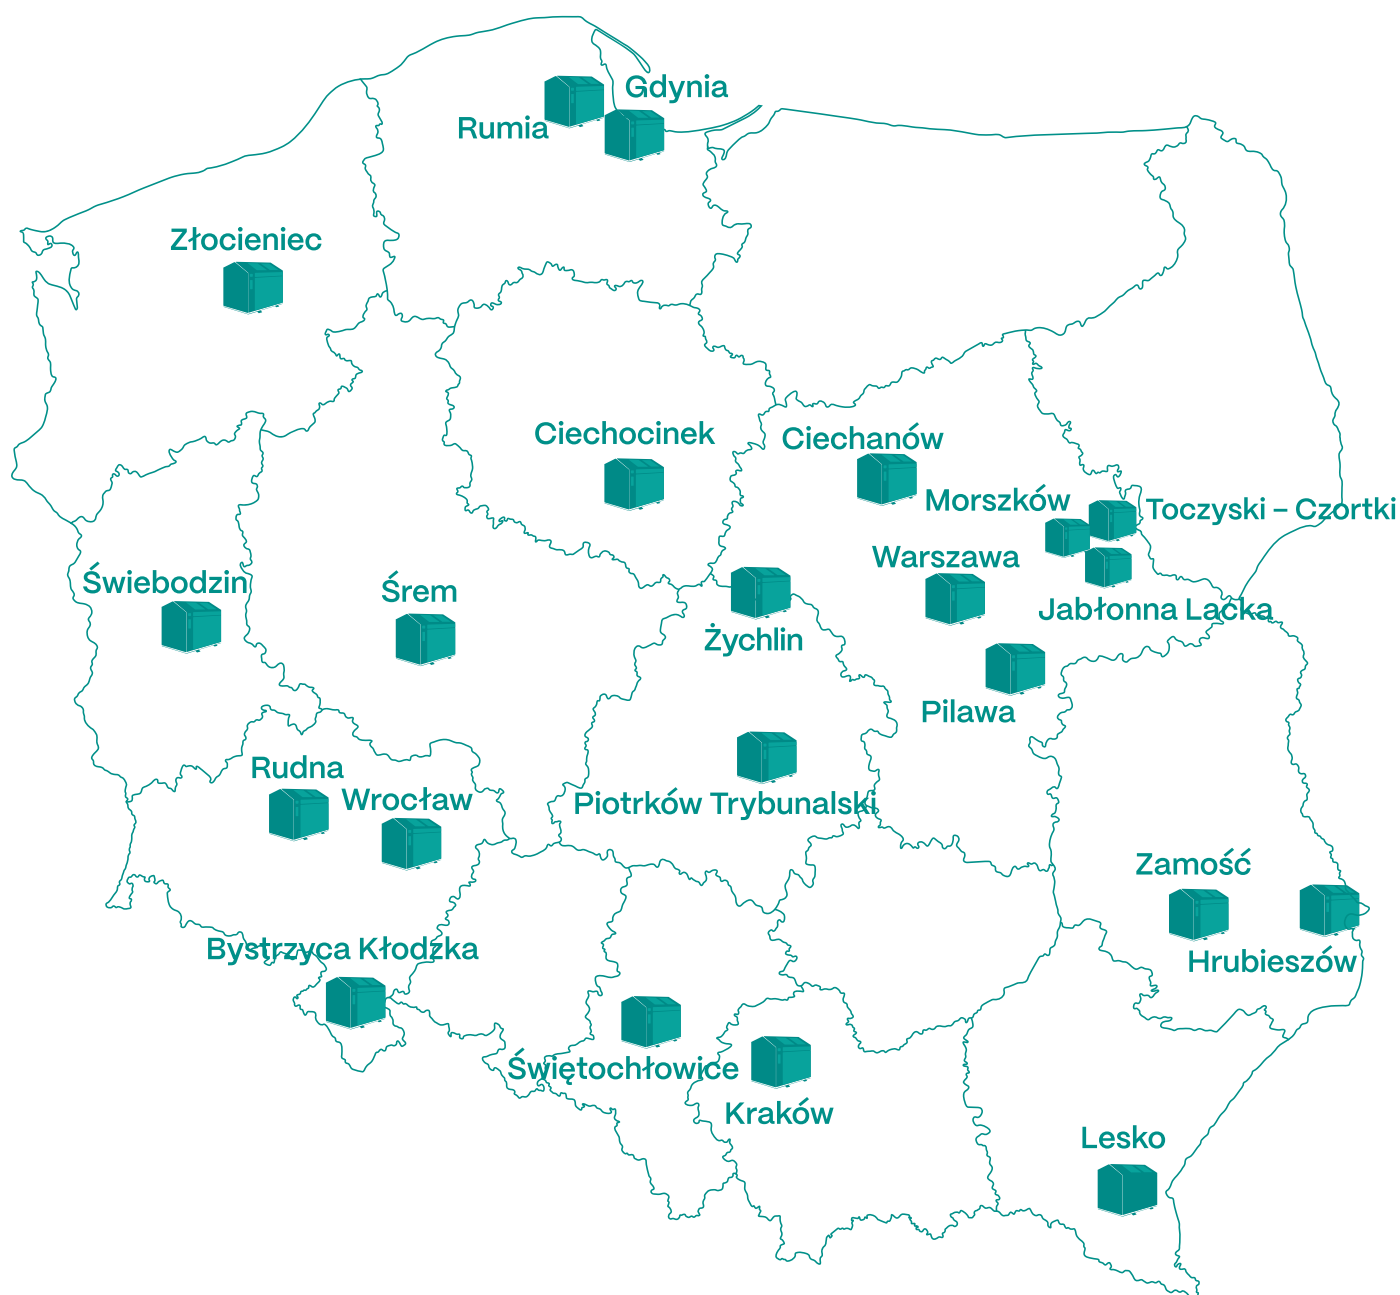 Gdynia
Rumia
Złocieniec
Ciechocinek
Ciechanów
Morszków
Toczyski – Czortki
Warszawa
Świebodzin
Śrem
Jabłonna Lacka
Żychlin
Pilawa
Rudna
Wrocław
Piotrków Trybunalski
Zamość
Bystrzyca Kłodzka
Hrubieszów
Świętochłowice
Kraków
Lesko